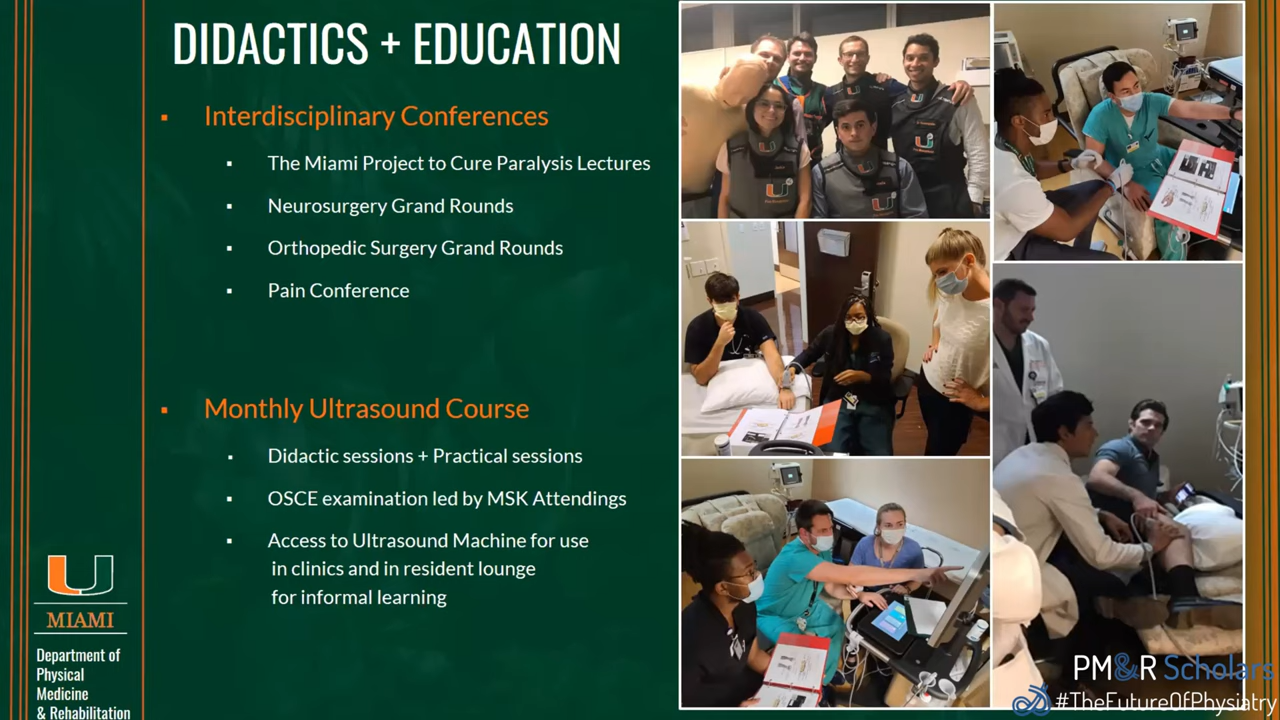 DIDACTICS + EDUCATION
▪ Interdisciplinary Conferences
▪ The Miami Project to Cure Paralysis Lectures
▪ Neurosurgery Grand Rounds
▪ Orthopedic Surgery Grand Rounds
▪ Pain Conference
▪ Monthly Ultrasound Course
▪ Didactic sessions + Practical sessions
▪ OSCE examination led by MSK Attendings
▪ Access to Ultrasound Machine for use
in clinics and in resident lounge
for informal learning
U
MIAMI
Department of
Physical
Medicine
& Rehabilitation
PM&R Scholars
#TheFutureOfPhysiatry